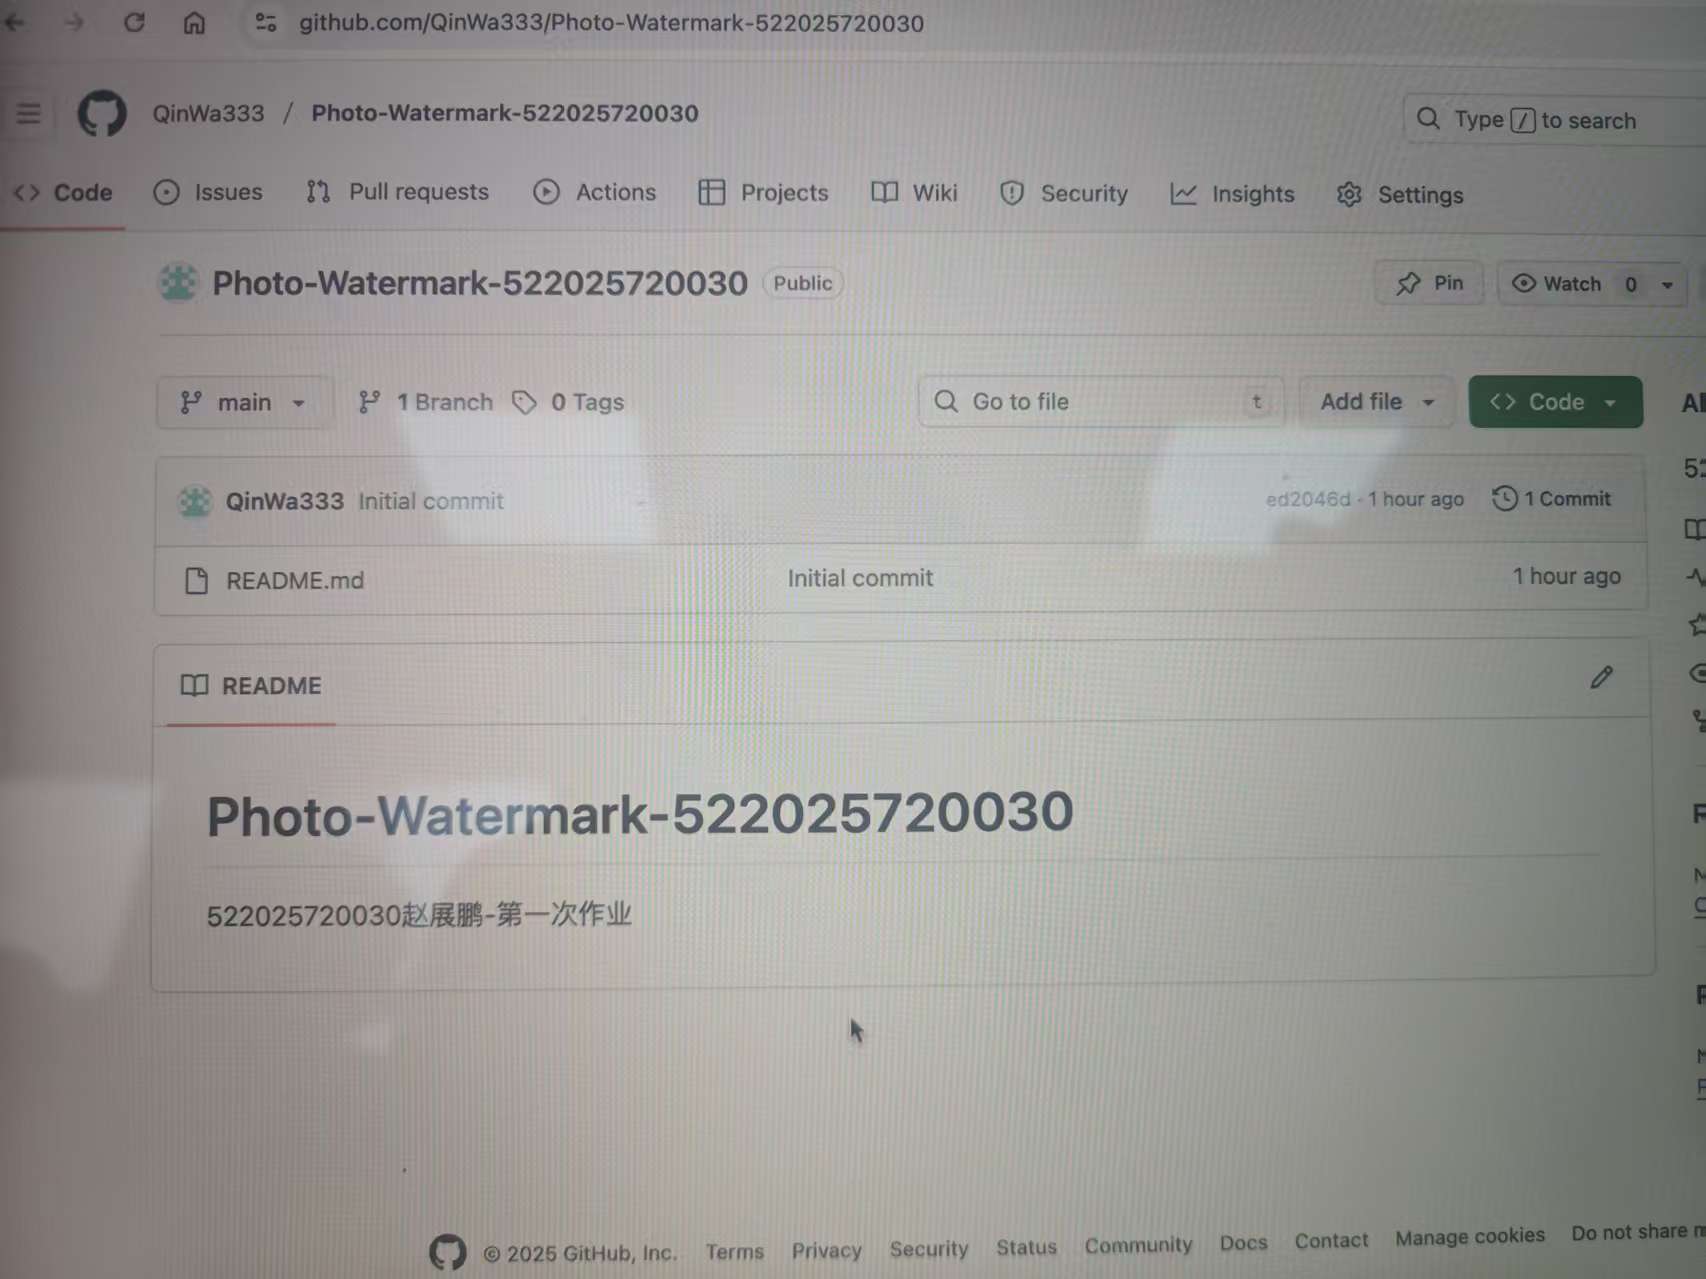 github.com/QinWa333/Photo-Watermark-522025720030
QinWa333 / Photo-Watermark-522025720030
Type / to search
Code Issues Pull requests Actions Projects Wiki Security Insights Settings
Photo-Watermark-522025720030 Public
Pin Watch 0
main 1 Branch 0 Tags
Go to file t Add file Code
QinWa333 Initial commit
ed2046d · 1 hour ago 1 Commit
README.md Initial commit 1 hour ago
README
Photo-Watermark-522025720030
522025720030赵展鹏-第一次作业
© 2025 GitHub, Inc. Terms Privacy Security Status Community Docs Contact Manage cookies Do not share